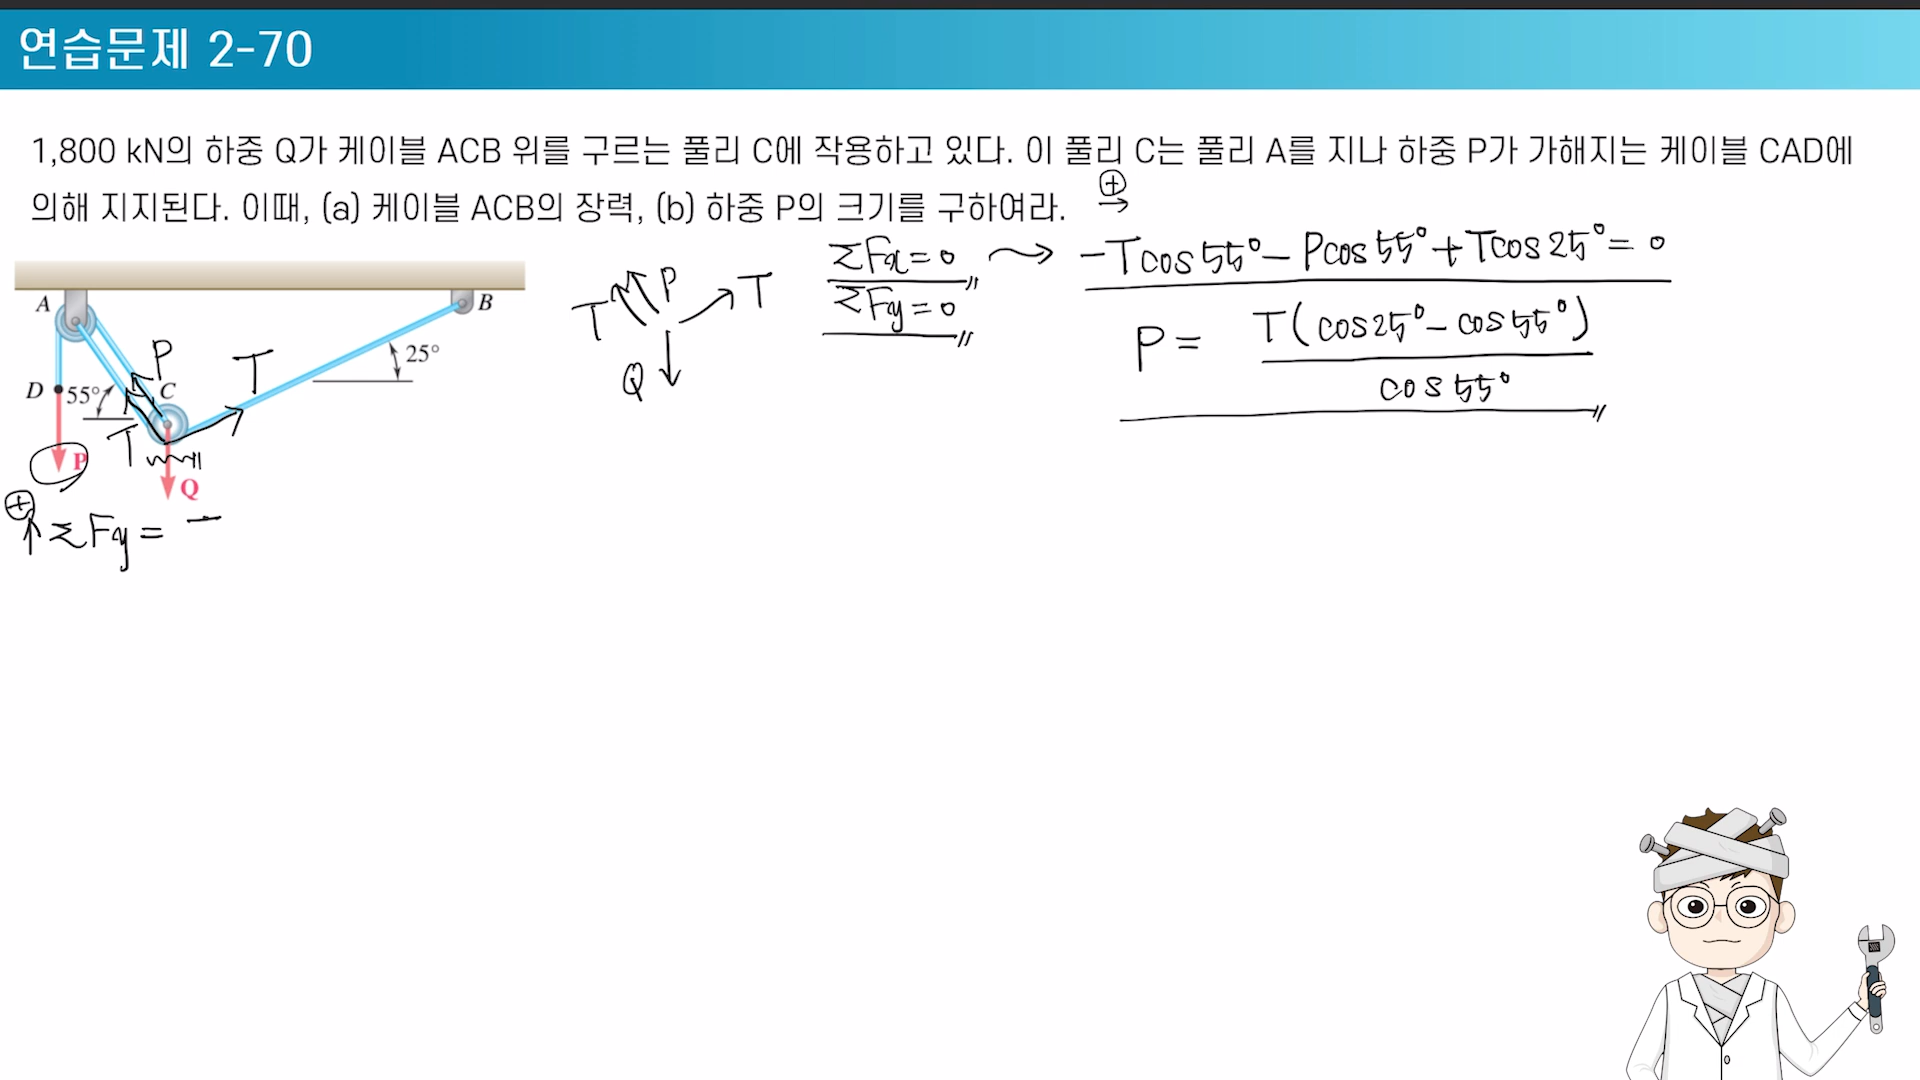 연습문제 2-70
1,800 kN의 하중 Q가 케이블 ACB 위를 구르는 풀리 C에 작용하고 있다. 이 풀리 C는 풀리 A를 지나 하중 P가 가해지는 케이블 CAD에
의해 지지된다. 이때, (a) 케이블 ACB의 장력, (b) 하중 P의 크기를 구하여라.
⊕→
ΣFx=0 → -Tcos55°-Pcos55°+Tcos25°=0
ΣFy=0
P= T(cos25°-cos55°)
cos55°
T P T
Q
A B
P T 25°
D 55° C
T
P
Q
⊕↑ΣFy= -